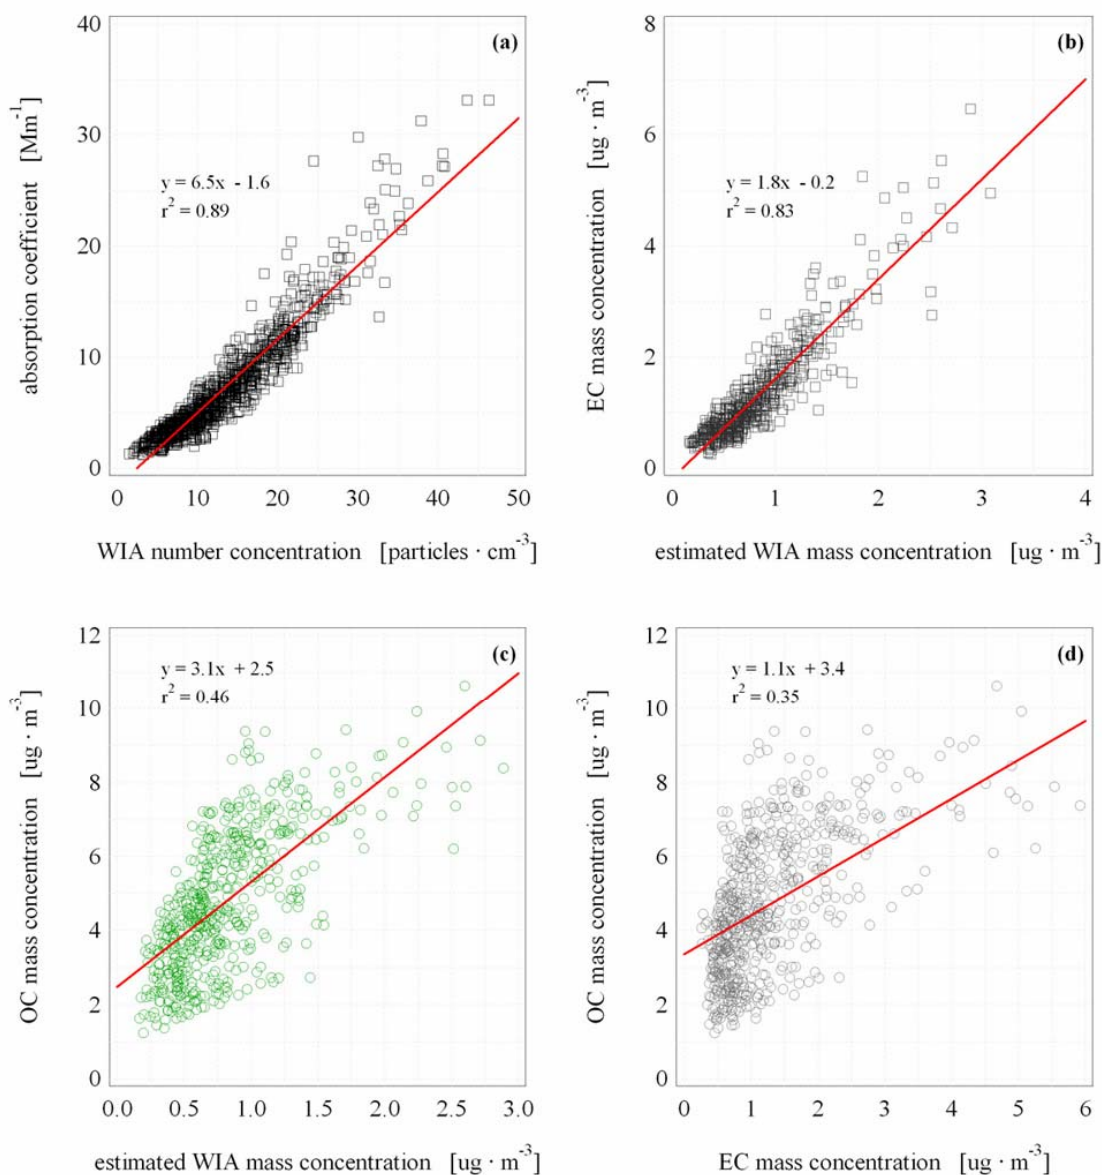 (a)
y = 6.5x - 1.6
r² = 0.89
absorption coefficient [Mm⁻¹]
40
30
20
10
0
0 10 20 30 40 50
WIA number concentration [particles · cm⁻³]
(b)
y = 1.8x - 0.2
r² = 0.83
EC mass concentration [ug · m⁻³]
8
6
4
2
0
0 1 2 3 4
estimated WIA mass concentration [ug · m⁻³]
(c)
y = 3.1x + 2.5
r² = 0.46
OC mass concentration [ug · m⁻³]
12
10
8
6
4
2
0
0.0 0.5 1.0 1.5 2.0 2.5 3.0
estimated WIA mass concentration [ug · m⁻³]
(d)
y = 1.1x + 3.4
r² = 0.35
OC mass concentration [ug · m⁻³]
12
10
8
6
4
2
0
0 1 2 3 4 5 6
EC mass concentration [ug · m⁻³]